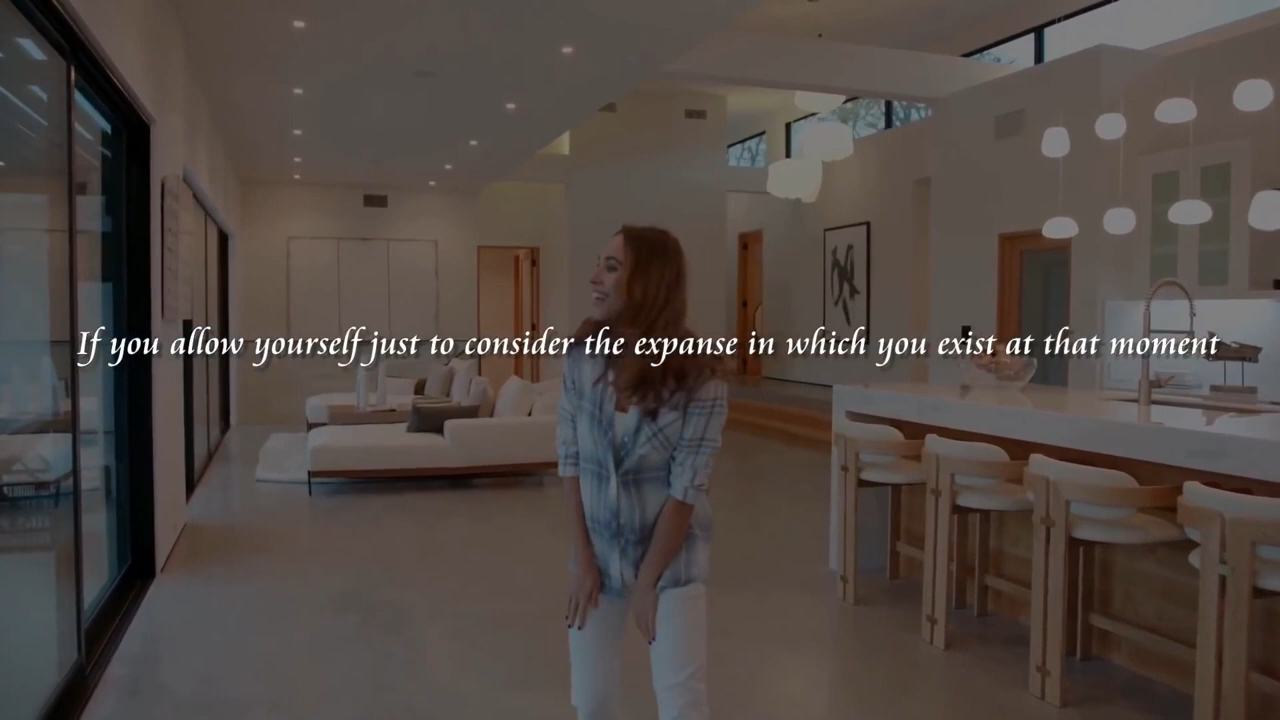 If you allow yourself just to consider the expanse in which you exist at that moment